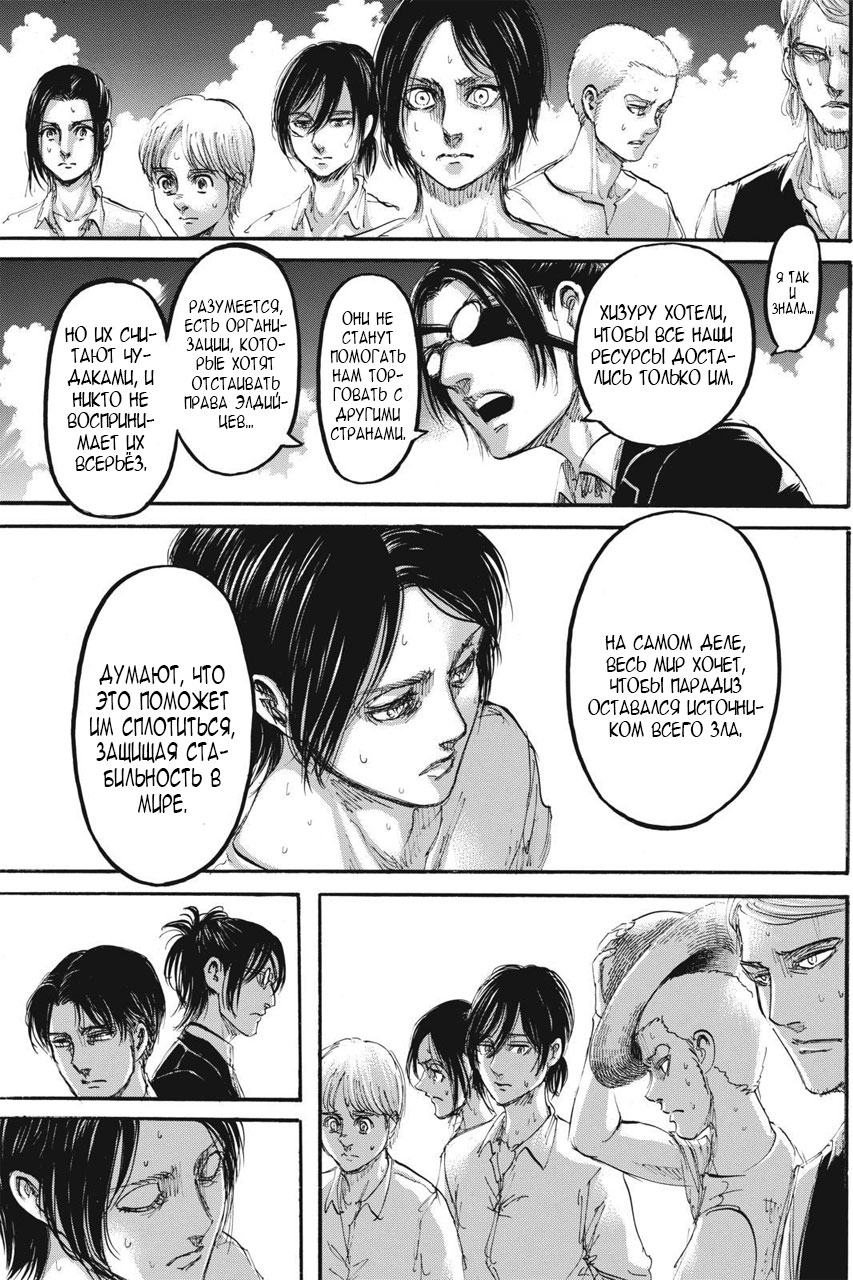 Я ТАК
И
ЗНАЛА...
ХИЗУРУ ХОТЕЛИ,
ЧТОБЫ ВСЕ НАШИ
РЕСУРСЫ ДОСТА-
ЛИСЬ ТОЛЬКО ИМ.
ОНИ НЕ
СТАНУТ
ПОМОГАТЬ
НАМ ТОР-
ГОВАТЬ С
ДРУГИМИ
СТРАНАМИ.
РАЗУМЕЕТСЯ,
ЕСТЬ ОРГАНИ-
ЗАЦИИ, КОТО-
РЫЕ ХОТЯТ
ОТСТАИВАТЬ
ПРАВА ЭЛДИЙ-
ЦЕВ...
НО ИХ СЧИ-
ТАЮТ ЧУ-
ДАКАМИ, И
НИКТО НЕ
ВОСПРИНИ-
МАЕТ ИХ
ВСЕРЬЁЗ.
НА САМОМ ДЕЛЕ,
ВЕСЬ МИР ХОЧЕТ,
ЧТОБЫ ПАРАДИЗ
ОСТАВАЛСЯ ИСТОЧНИ-
КОМ ВСЕГО ЗЛА.
ДУМАЮТ, ЧТО
ЭТО ПОМОЖЕТ
ИМ СПЛОТИТЬСЯ,
ЗАЩИЩАЯ СТА-
БИЛЬНОСТЬ В
МИРЕ.